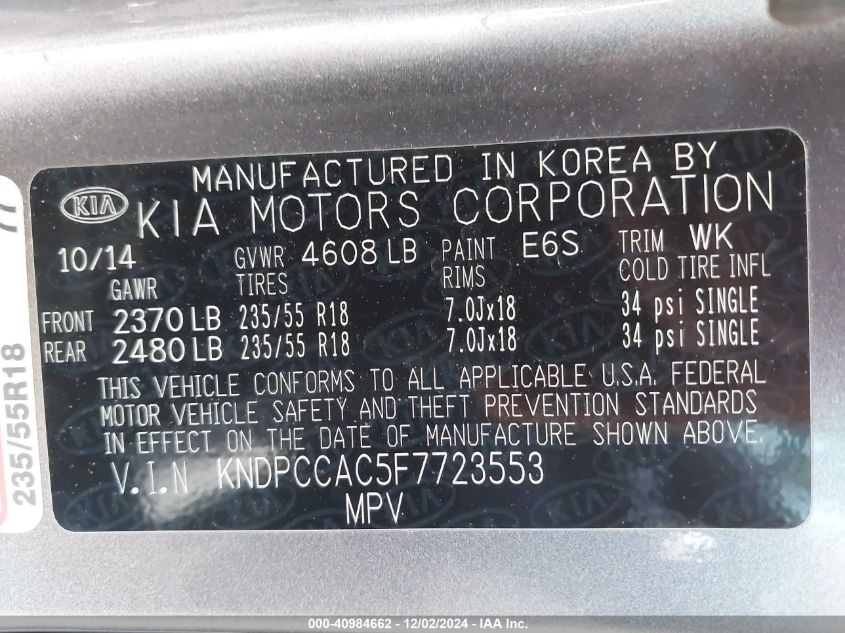 MANUFACTURED IN KOREA BY
KIA KIA MOTORS CORPORATION
10/14 GVWR 4608 LB PAINT E6S TRIM WK
GAWR TIRES RIMS COLD TIRE INFL
FRONT 2370 LB 235/55 R18 7.0Jx18 34 psi SINGLE
REAR 2480 LB 235/55 R18 7.0Jx18 34 psi SINGLE
THIS VEHICLE CONFORMS TO ALL APPLICABLE U.S.A. FEDERAL
MOTOR VEHICLE SAFETY AND THEFT PREVENTION STANDARDS
IN EFFECT ON THE DATE OF MANUFACTURE SHOWN ABOVE.
V.I.N KNDPCCAC5F7723553
MPV
235/55R18
000-40984662 - 12/02/2024 - IAA Inc.